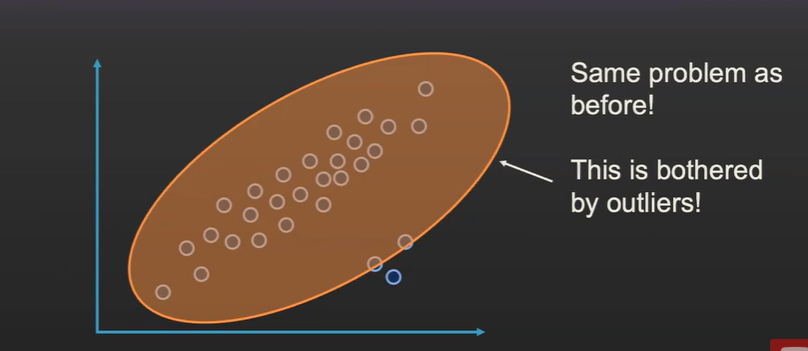 Same problem as
before!
This is bothered
by outliers!